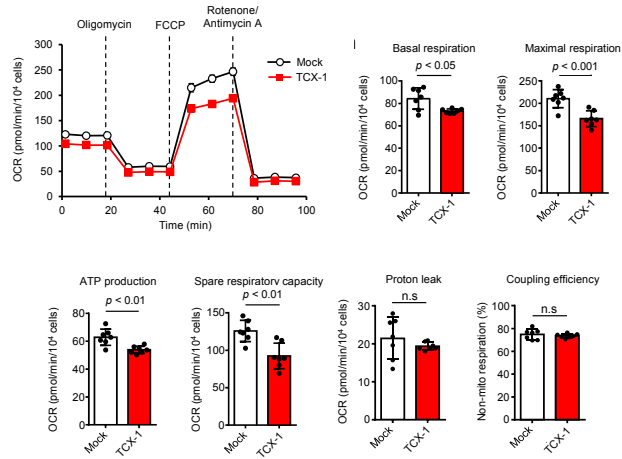 Oligomycin
FCCP
Rotenone/
Antimycin A
OCR (pmol/min/10⁴ cells)
300
250
200
150
100
50
0
0 20 40 60 80 100
Time (min)
Mock
TCX-1
Basal respiration
p < 0.05
OCR (pmol/min/10⁴ cells)
150
100
50
0
Mock
TCX-1
Maximal respiration
p < 0.001
OCR (pmol/min/10⁴ cells)
250
200
150
100
50
0
Mock
TCX-1
ATP production
p < 0.01
OCR (pmol/min/10⁴ cells)
80
60
40
20
0
Mock
TCX-1
Spare respiratory capacity
p < 0.01
OCR (pmol/min/10⁴ cells)
150
100
50
0
Mock
TCX-1
Proton leak
n.s
OCR (pmol/min/10⁴ cells)
30
20
10
0
Mock
TCX-1
Coupling efficiency
n.s
Non-mito respiration (%)
100
80
60
40
20
0
Mock
TCX-1